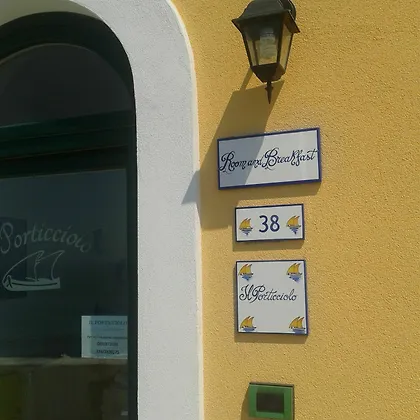 Room and Breakfast
38
Il Porticciolo
Porticciolo